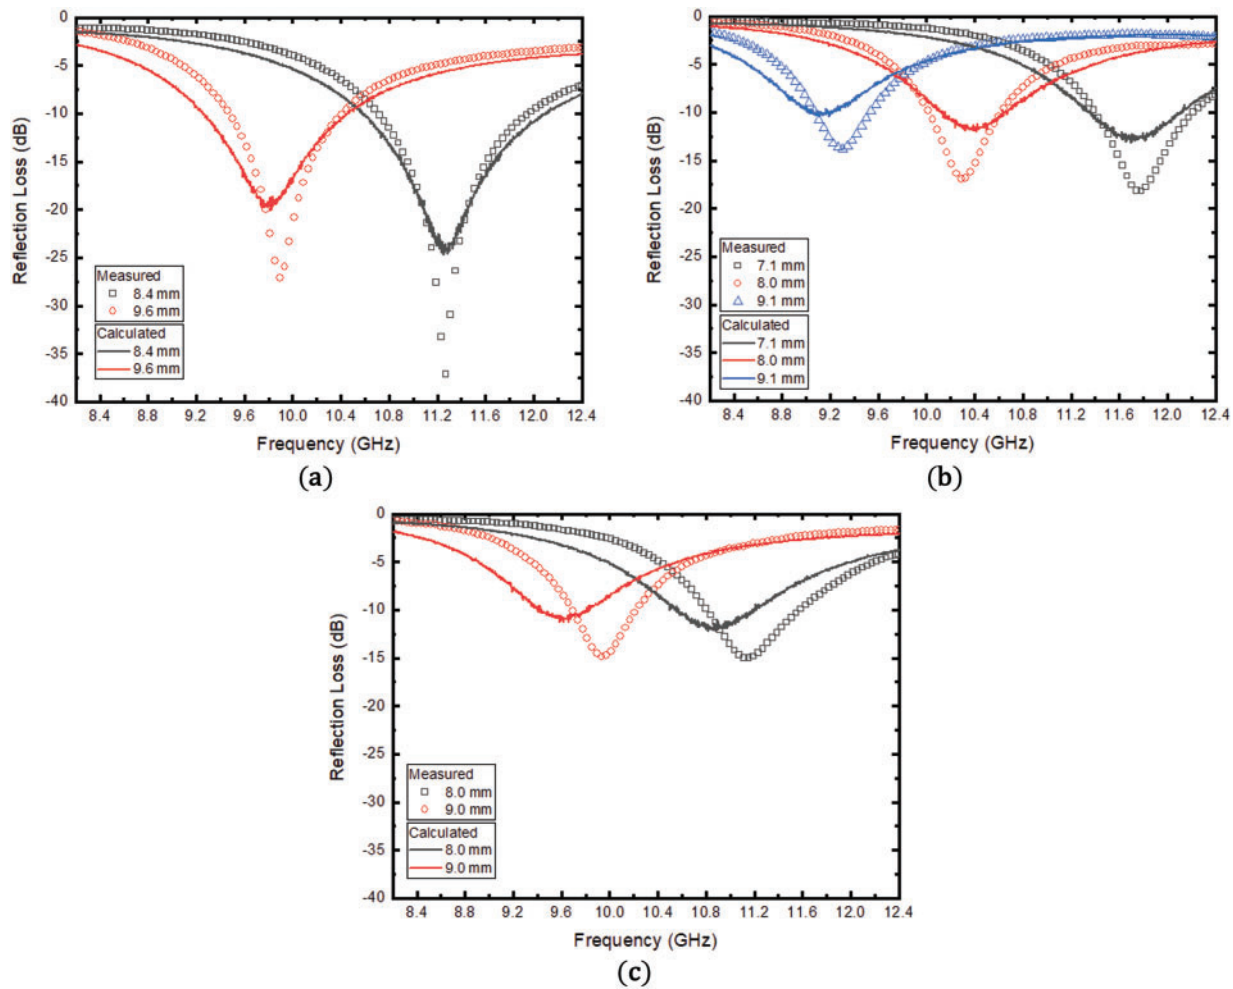 0
-5
-10
-15
-20
-25
-30
-35
-40
Reflection Loss (dB)
Measured
8.4 mm
9.6 mm
Calculated
8.4 mm
9.6 mm
8.4 8.8 9.2 9.6 10.0 10.4 10.8 11.2 11.6 12.0 12.4
Frequency (GHz)
(a)
0
-5
-10
-15
-20
-25
-30
-35
-40
Reflection Loss (dB)
Measured
7.1 mm
8.0 mm
9.1 mm
Calculated
7.1 mm
8.0 mm
9.1 mm
8.4 8.8 9.2 9.6 10.0 10.4 10.8 11.2 11.6 12.0 12.4
Frequency (GHz)
(b)
0
-5
-10
-15
-20
-25
-30
-35
-40
Reflection Loss (dB)
Measured
8.0 mm
9.0 mm
Calculated
8.0 mm
9.0 mm
8.4 8.8 9.2 9.6 10.0 10.4 10.8 11.2 11.6 12.0 12.4
Frequency (GHz)
(c)